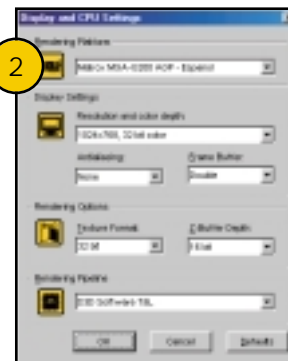 Display and CPU Settings
2
Rendering Platform
Matrox MGA-G200 AGP -
Display Settings
Resolution and color depth
1024x768, 32 bit color
Antialiasing
Frame Buffer
None
Double
Rendering Options
Texture Format
Z-Buffer Depth
32 bit
16 bit
Rendering Pipeline
D3D Software T&L
OK
Cancel
Defaults